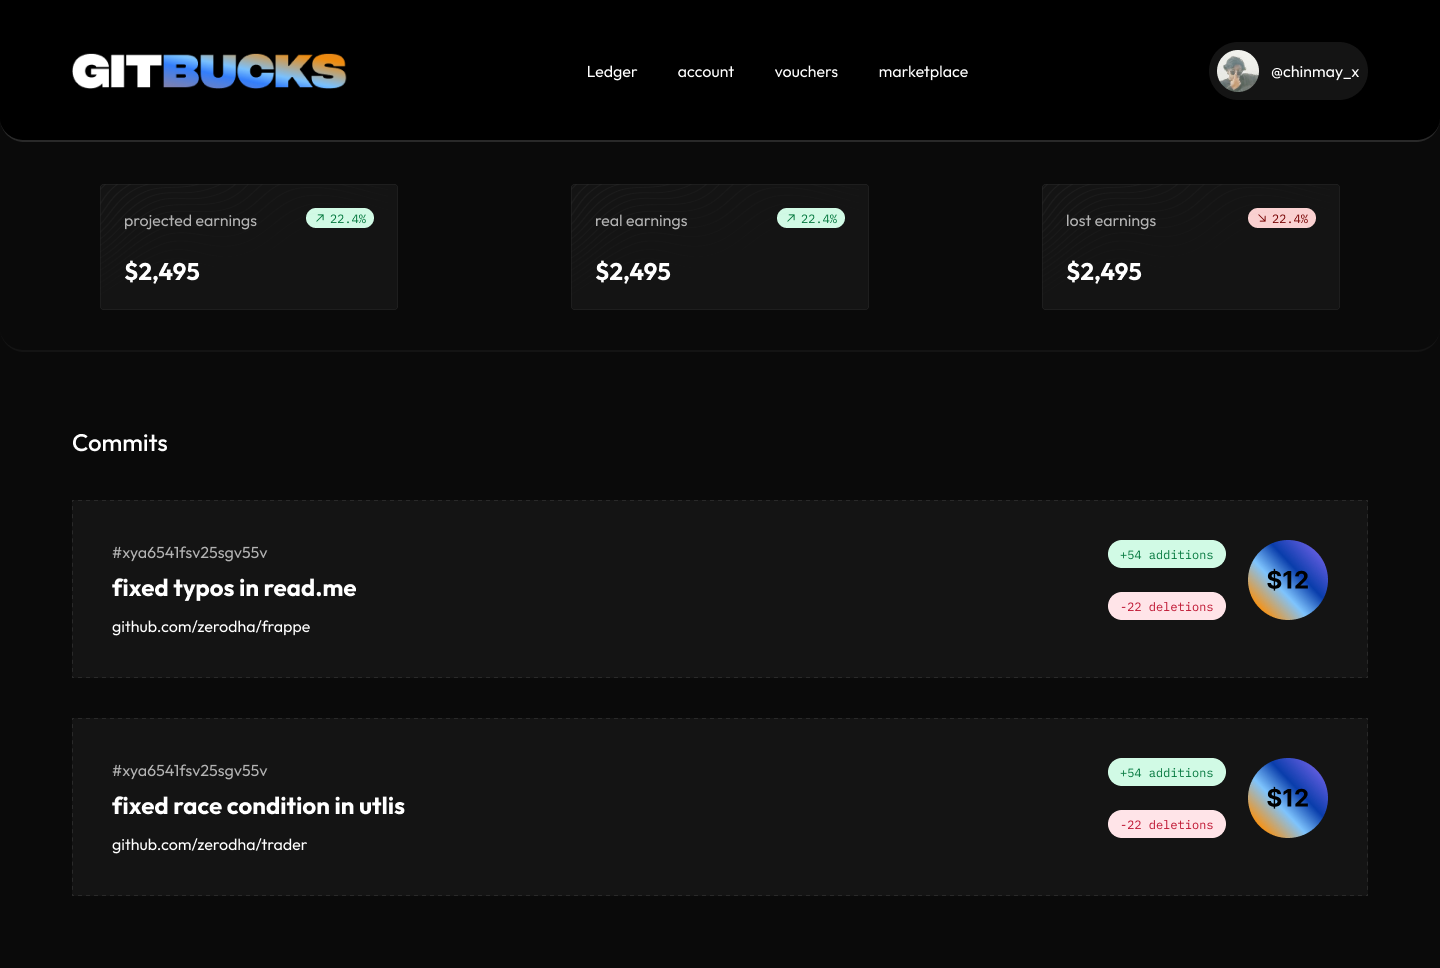 GITBUCKS
Ledger account vouchers marketplace
@chinmay_x
projected earnings
↗ 22.4%
$2,495
real earnings
↗ 22.4%
$2,495
lost earnings
↘ 22.4%
$2,495
Commits
#xya6541fsv25sgv55v
fixed typos in read.me
github.com/zerodha/frappe
+54 additions
-22 deletions
$12
#xya6541fsv25sgv55v
fixed race condition in utlis
github.com/zerodha/trader
+54 additions
-22 deletions
$12